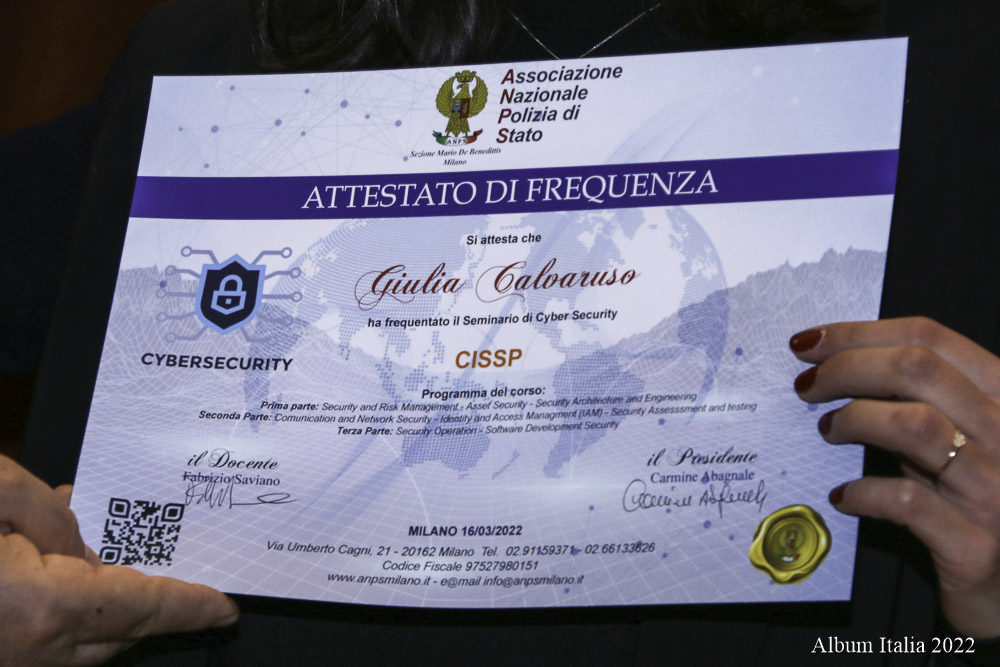 Associazione
Nazionale
Polizia di
Stato
ANPS
Sezione Mario De Benedittis
Milano
ATTESTATO DI FREQUENZA
Si attesta che
Giulia Calvaruso
ha frequentato il Seminario di Cyber Security
CISSP
CYBERSECURITY
Programma del corso:
Prima parte: Security and Risk Management - Asset Security - Security Architecture and Engineering
Seconda Parte: Comunication and Network Security - Identity and Access Managment (IAM) - Security Assesssment and testing
Terza Parte: Security Operation - Software Development Security
il Docente
Fabrizio Saviano
il Presidente
Carmine Abagnale
MILANO 16/03/2022
Via Umberto Cagni, 21 - 20162 Milano Tel. 02.91159371 - 02.66133626
Codice Fiscale 97527980151
www.anpsmilano.it - e@mail info@anpsmilano.it
Album Italia 2022